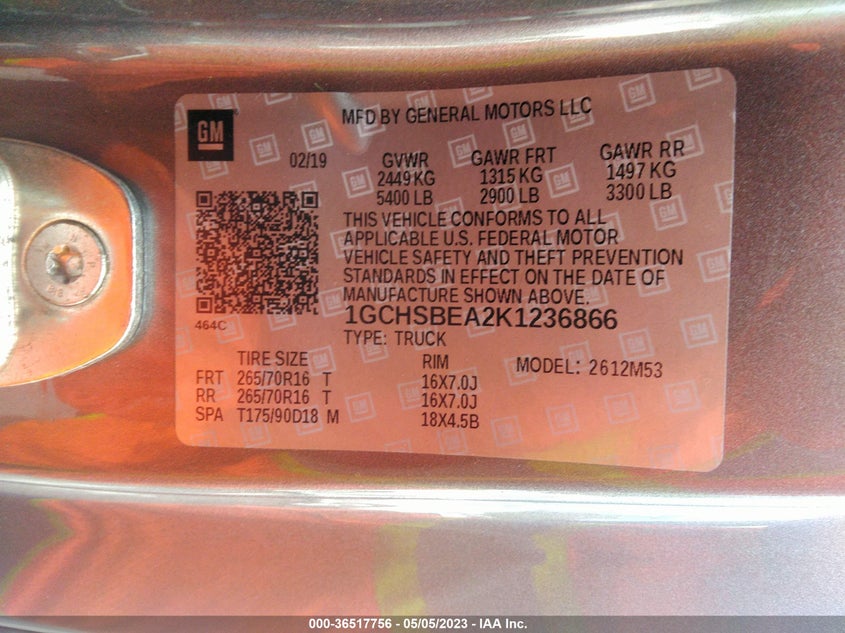 GM
MFD BY GENERAL MOTORS LLC
02/19 GVWR GAWR FRT GAWR RR
2449 KG 1315 KG 1497 KG
5400 LB 2900 LB 3300 LB
THIS VEHICLE CONFORMS TO ALL
APPLICABLE U.S. FEDERAL MOTOR
VEHICLE SAFETY AND THEFT PREVENTION
STANDARDS IN EFFECT ON THE DATE OF
MANUFACTURE SHOWN ABOVE.
464C
1GCHSBEA2K1236866
TYPE: TRUCK
TIRE SIZE RIM MODEL: 2612M53
FRT 265/70R16 T 16X7.0J
RR 265/70R16 T 16X7.0J
SPA T175/90D18 M 18X4.5B
000-36517756 - 05/05/2023 - IAA Inc.